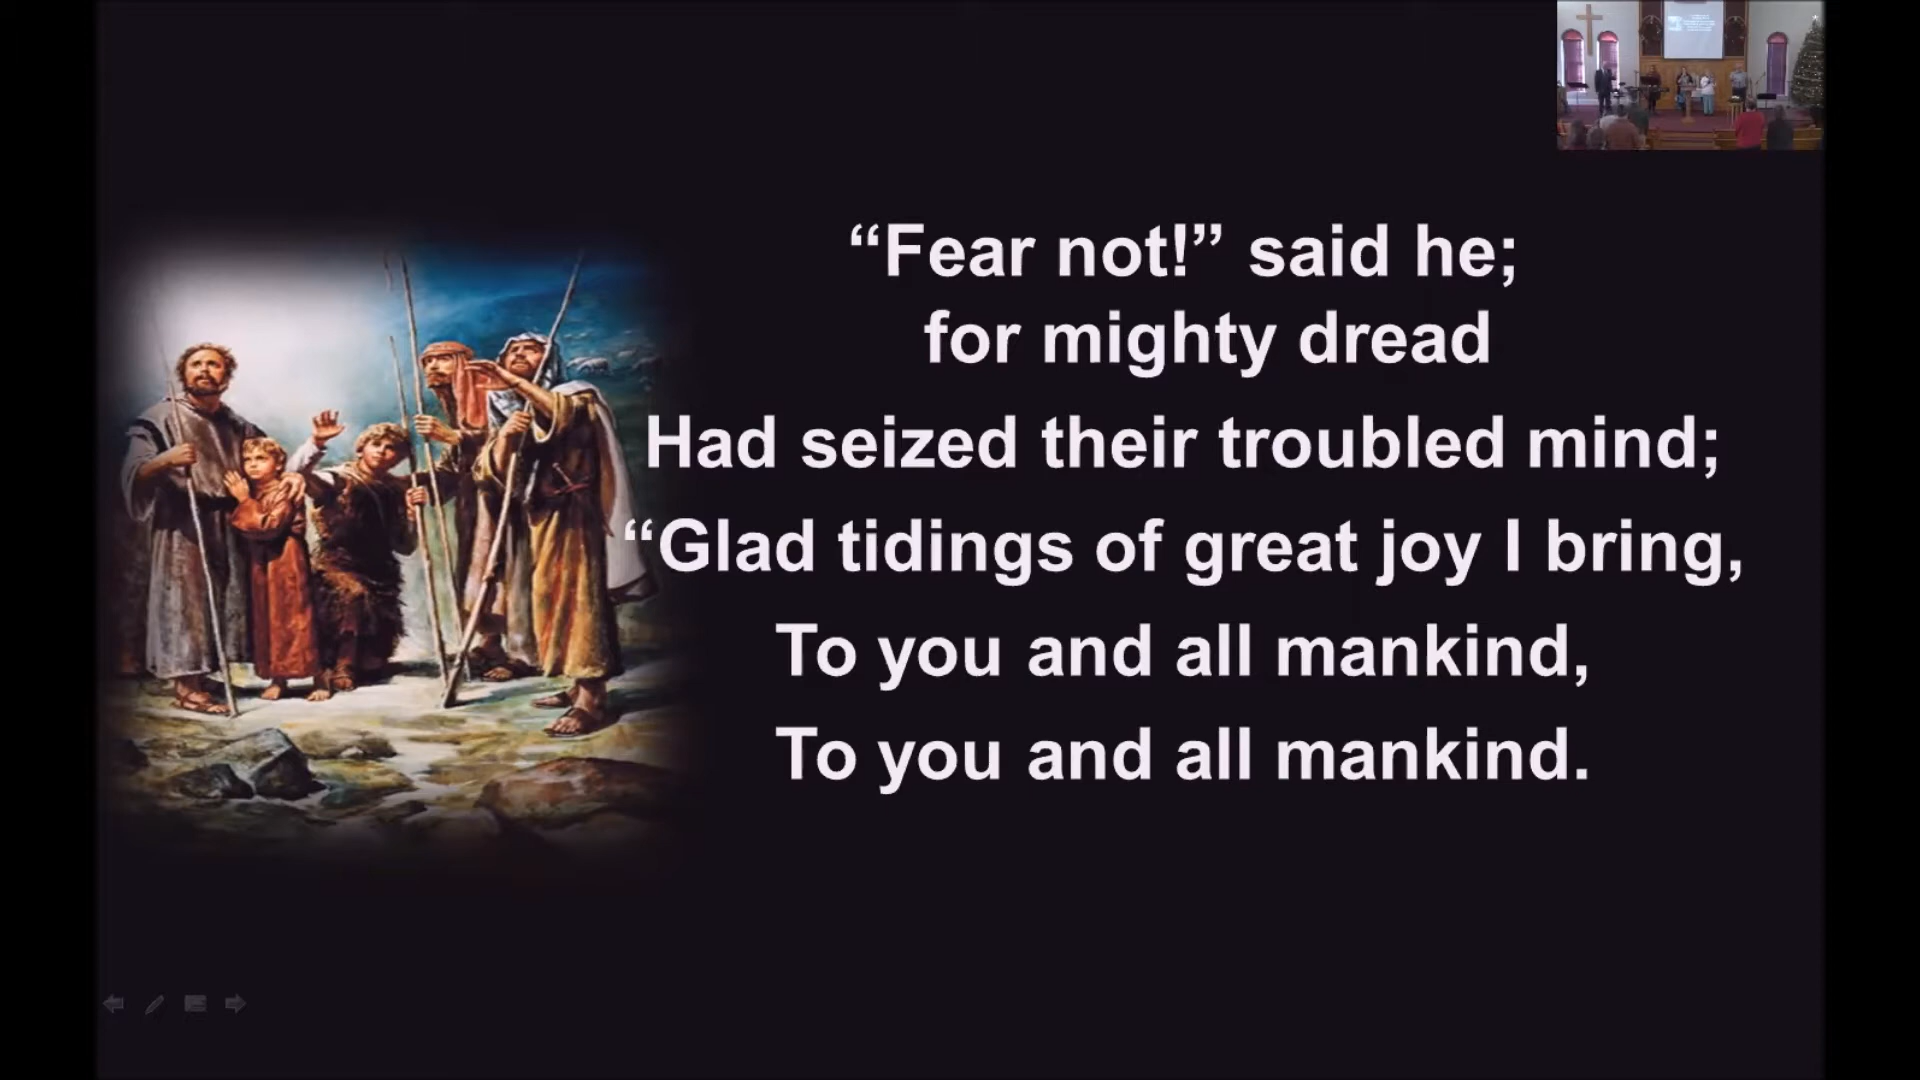 “Fear not!” said he;
for mighty dread
Had seized their troubled mind;
“Glad tidings of great joy I bring,
To you and all mankind,
To you and all mankind.